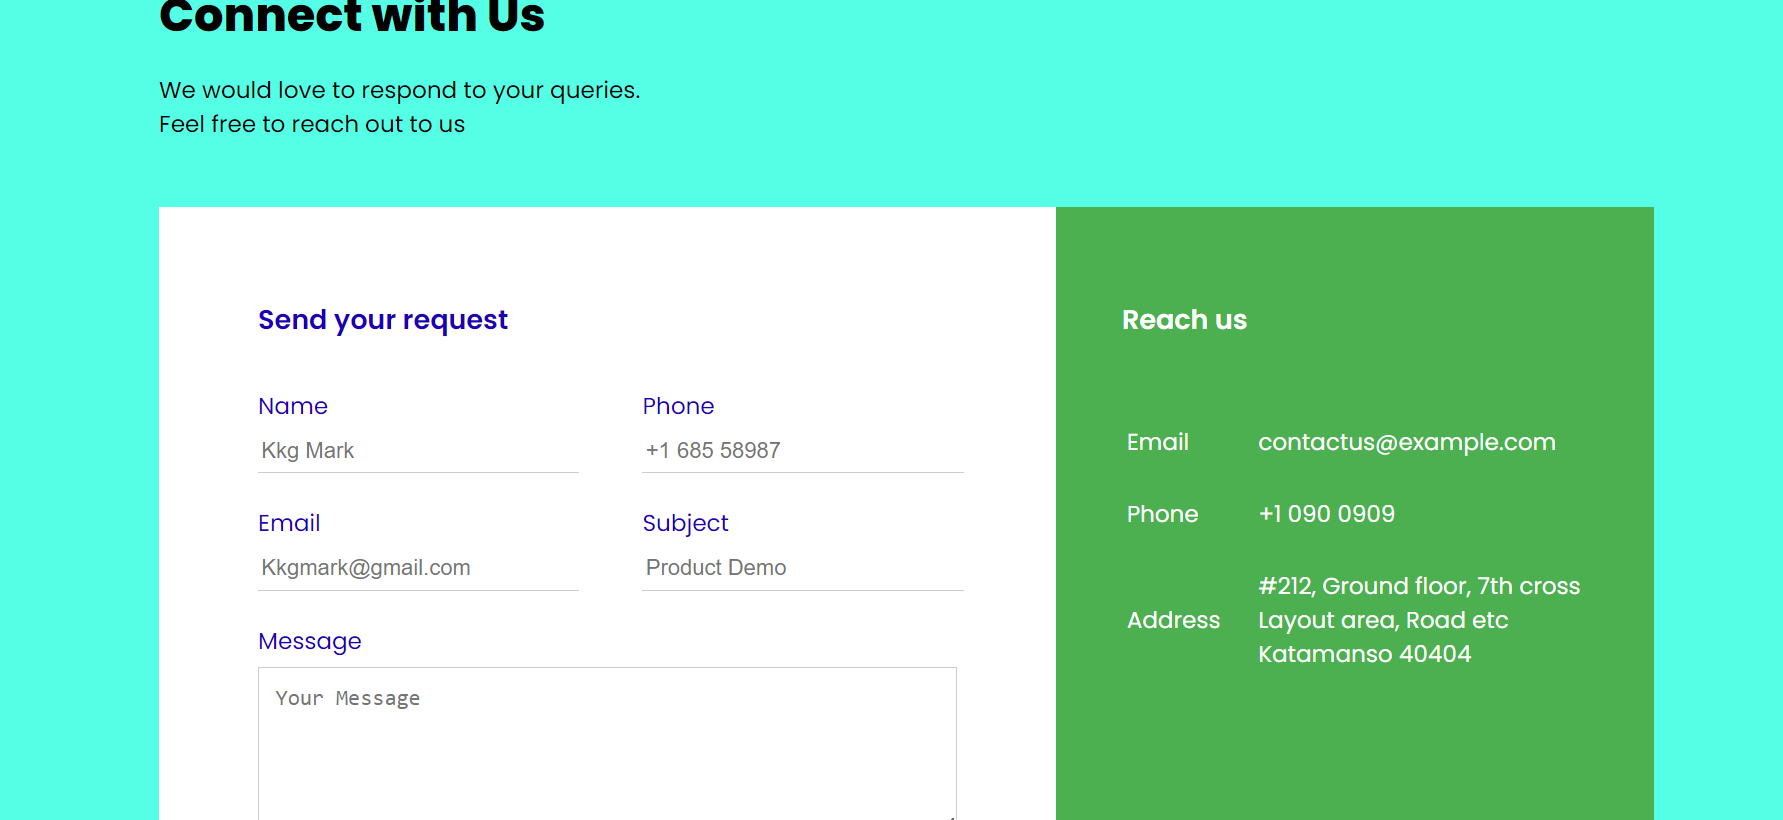 Connect with Us
We would love to respond to your queries.
Feel free to reach out to us
Send your request
Name
Kkg Mark
Phone
+1 685 58987
Email
Kkgmark@gmail.com
Subject
Product Demo
Message
Your Message
Reach us
Email
contactus@example.com
Phone
+1 090 0909
Address
#212, Ground floor, 7th cross
Layout area, Road etc
Katamanso 40404